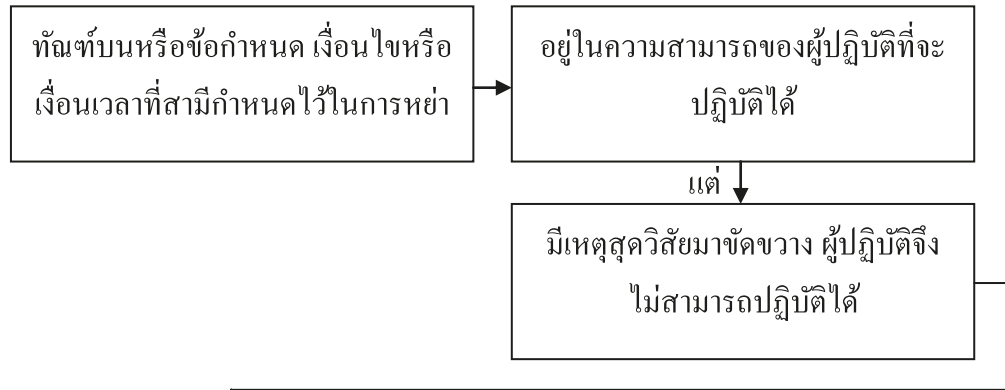 ทัณฑ์บนหรือข้อกำหนด เงื่อนไขหรือ
เงื่อนเวลาที่สามีกำหนดไว้ในการหย่า
อยู่ในความสามารถของผู้ปฏิบัติที่จะ
ปฏิบัติได้
แต่
มีเหตุสุดวิสัยมาขัดขวาง ผู้ปฏิบัติจึง
ไม่สามารถปฏิบัติได้